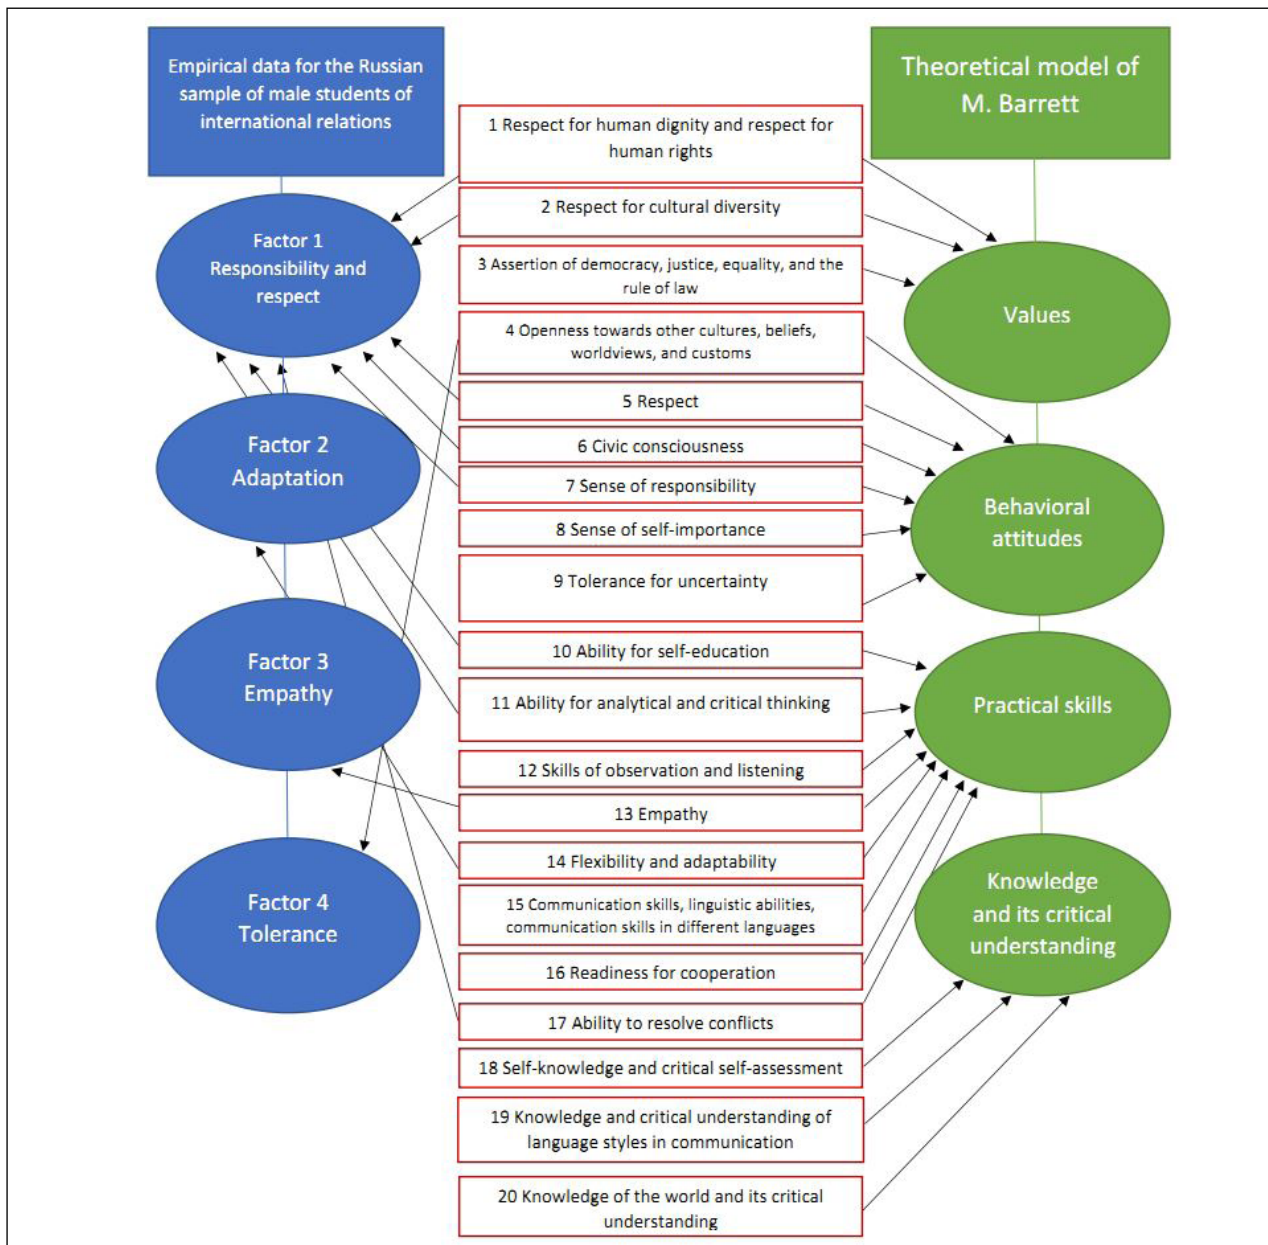 Empirical data for the Russian
sample of male students of
international relations
Factor 1
Responsibility and
respect
Factor 2
Adaptation
Factor 3
Empathy
Factor 4
Tolerance
1 Respect for human dignity and respect for
human rights
2 Respect for cultural diversity
3 Assertion of democracy, justice, equality, and the
rule of law
4 Openness towards other cultures, beliefs,
worldviews, and customs
5 Respect
6 Civic consciousness
7 Sense of responsibility
8 Sense of self-importance
9 Tolerance for uncertainty
10 Ability for self-education
11 Ability for analytical and critical thinking
12 Skills of observation and listening
13 Empathy
14 Flexibility and adaptability
15 Communication skills, linguistic abilities,
communication skills in different languages
16 Readiness for cooperation
17 Ability to resolve conflicts
18 Self-knowledge and critical self-assessment
19 Knowledge and critical understanding of
language styles in communication
20 Knowledge of the world and its critical
understanding
Theoretical model of
M. Barrett
Values
Behavioral
attitudes
Practical skills
Knowledge
and its critical
understanding